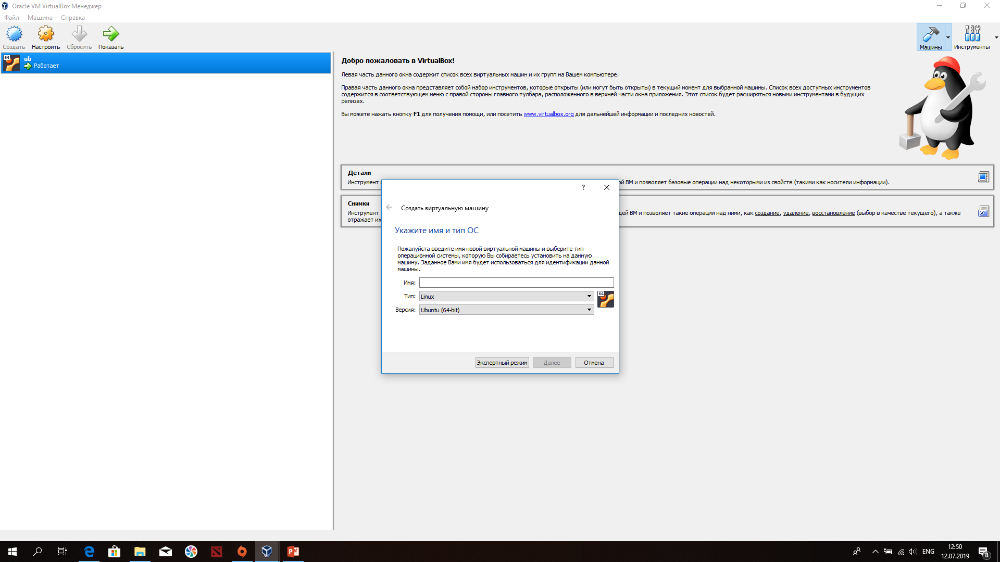 Oracle VM VirtualBox Менеджер
Файл Машина Справка
Создать Настроить Сбросить Показать
Машины Инструменты
64
ub
Работает
Добро пожаловать в VirtualBox!
Левая часть данного окна содержит список всех виртуальных машин и их групп на Вашем компьютере.
Правая часть данного окна представляет собой набор инструментов, которые открыты (или могут быть открыты) в текущий момент для выбранной машины. Список всех доступных инструментов
содержится в соответствующем меню с правой стороны главного тулбара, расположенного в верхней части окна приложения. Этот список будет расширяться новыми инструментами в будущих
релизах.
Вы можете нажать кнопку F1 для получения помощи, или посетить www.virtualbox.org для дальнейшей информации и последних новостей.
Детали
Инструмент ой ВМ и позволяет базовые операции над некоторыми из свойств (такими как носители информации).
Снимки
Инструмент щей ВМ и позволяет такие операции над ними, как создание, удаление, восстановление (выбор в качестве текущего), а также
отражает их
?
Создать виртуальную машину
Укажите имя и тип ОС
Пожалуйста введите имя новой виртуальной машины и выберите тип
операционной системы, которую Вы собираетесь установить на данную
машину. Заданное Вами имя будет использоваться для идентификации данной
машины.
Имя:
Тип: Linux
64
Версия: Ubuntu (64-bit)
Экспертный режим Далее Отмена
ENG
12:50
12.07.2019
8